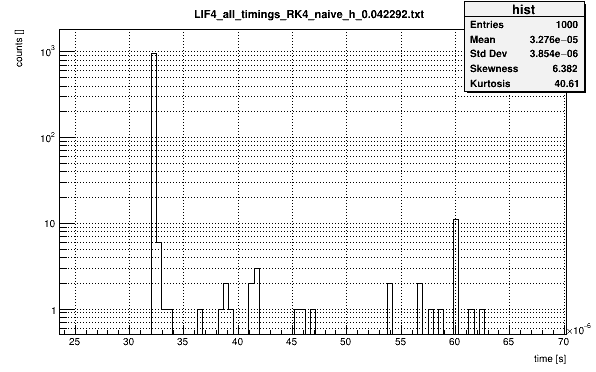 LIF4_all_timings_RK4_naive_h_0.042292.txt
hist
Entries 1000
Mean 3.276e−05
Std Dev 3.854e−06
Skewness 6.382
Kurtosis 40.61
counts []
10³
10²
10
1
25 30 35 40 45 50 55 60 65 70
×10⁻⁶
time [s]